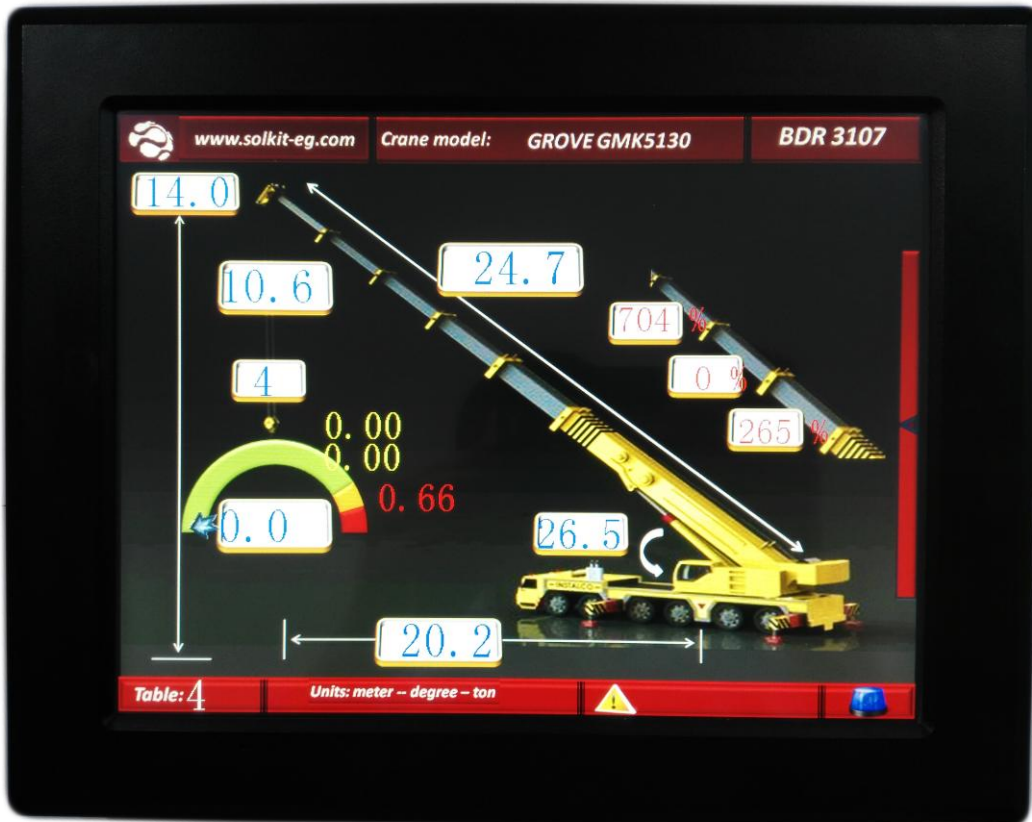 www.solkit-eg.com
Crane model: GROVE GMK5130
BDR 3107
14.0
24.7
10.6
704 %
4
0 %
0.00
265 %
0.00
0.66
0.0
26.5
INSTALCO
20.2
Table: 4
Units: meter -- degree – ton